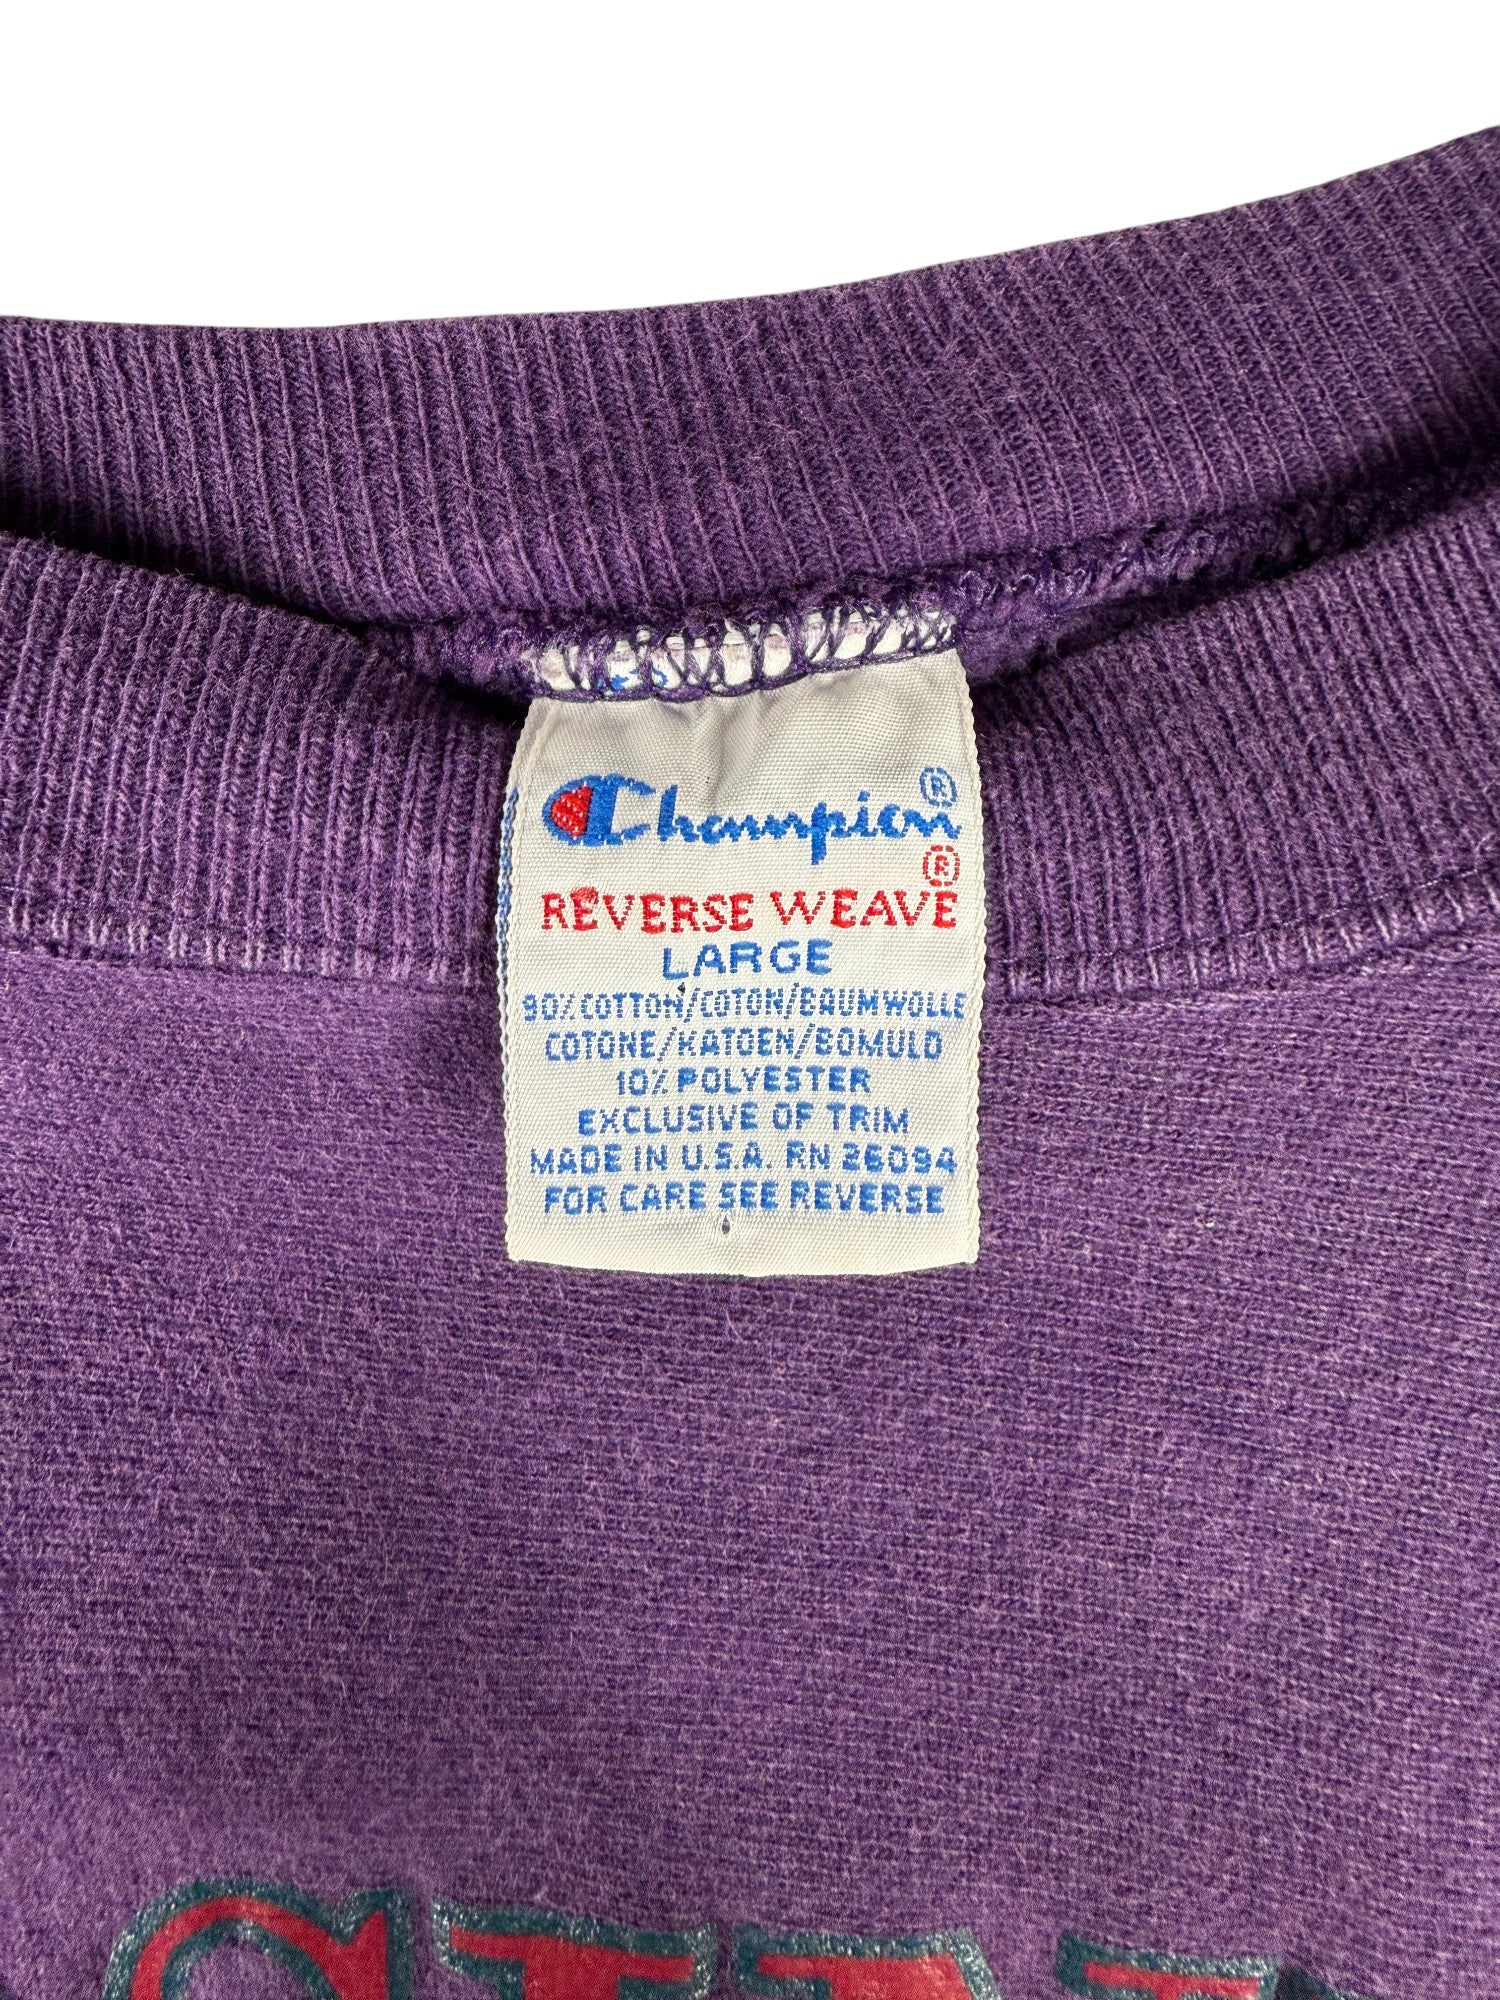 Champion®
REVERSE WEAVE®
LARGE
90% COTTON/COTON/BAUMWOLLE
COTONE/KATOEN/BOMULD
10% POLYESTER
EXCLUSIVE OF TRIM
MADE IN U.S.A. RN 26094
FOR CARE SEE REVERSE